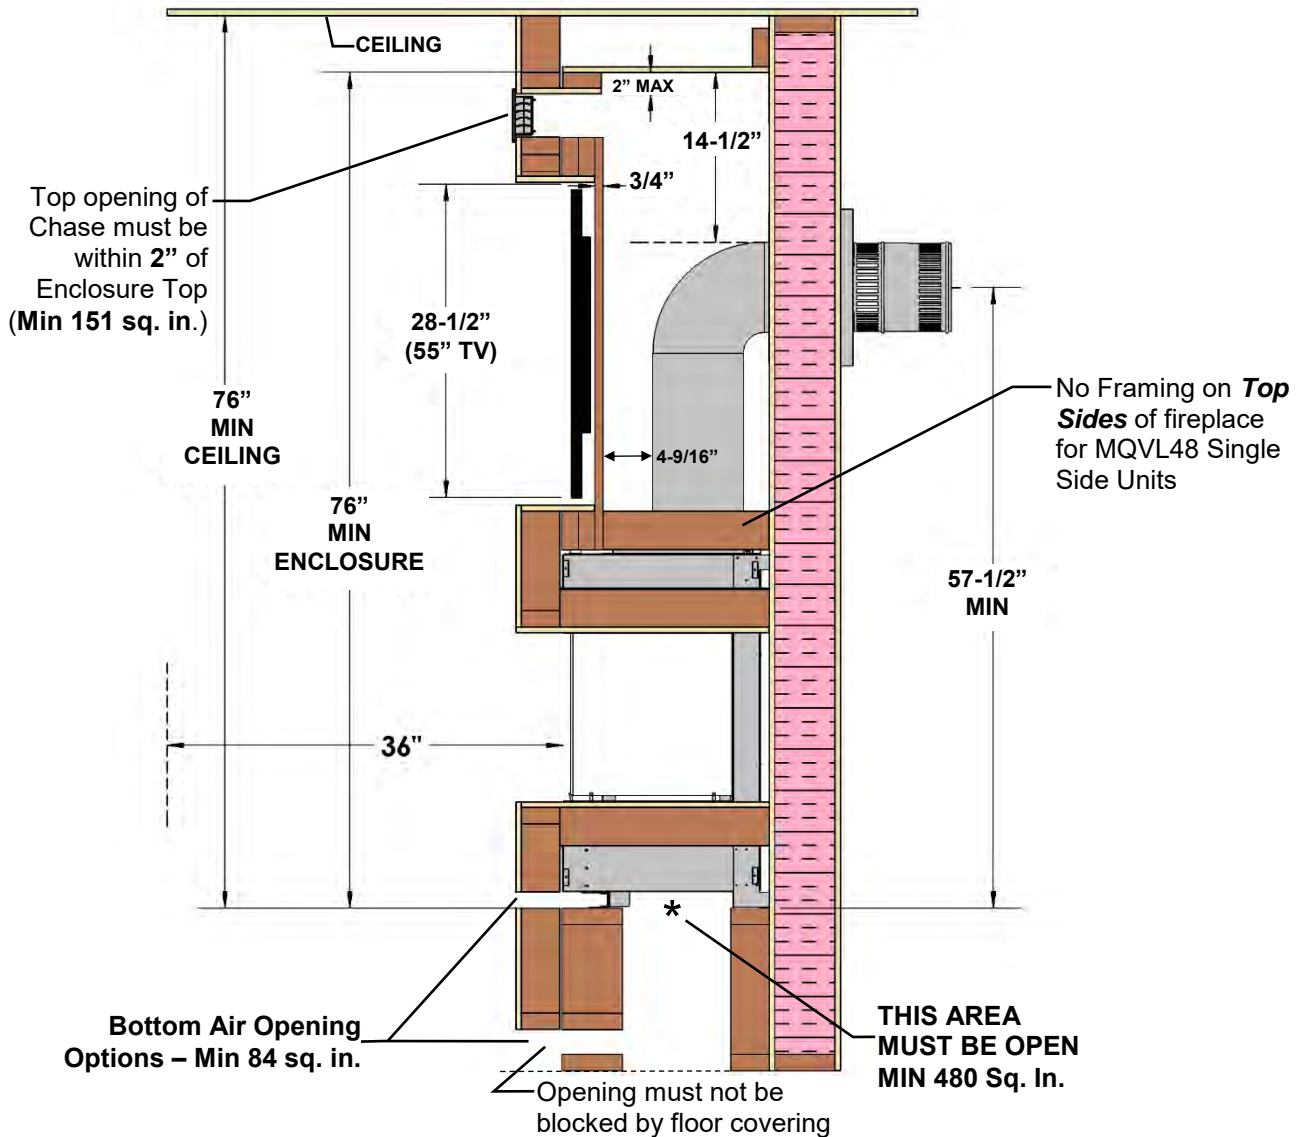 CEILING
2” MAX
14-1/2”
3/4”
Top opening of
Chase must be
within 2” of
Enclosure Top
(Min 151 sq. in.)
28-1/2”
(55” TV)
76”
MIN
CEILING
No Framing on Top
Sides of fireplace
for MQVL48 Single
Side Units
4-9/16”
76”
MIN
ENCLOSURE
57-1/2”
MIN
36"
*
Bottom Air Opening
Options – Min 84 sq. in.
THIS AREA
MUST BE OPEN
MIN 480 Sq. In.
Opening must not be
blocked by floor covering